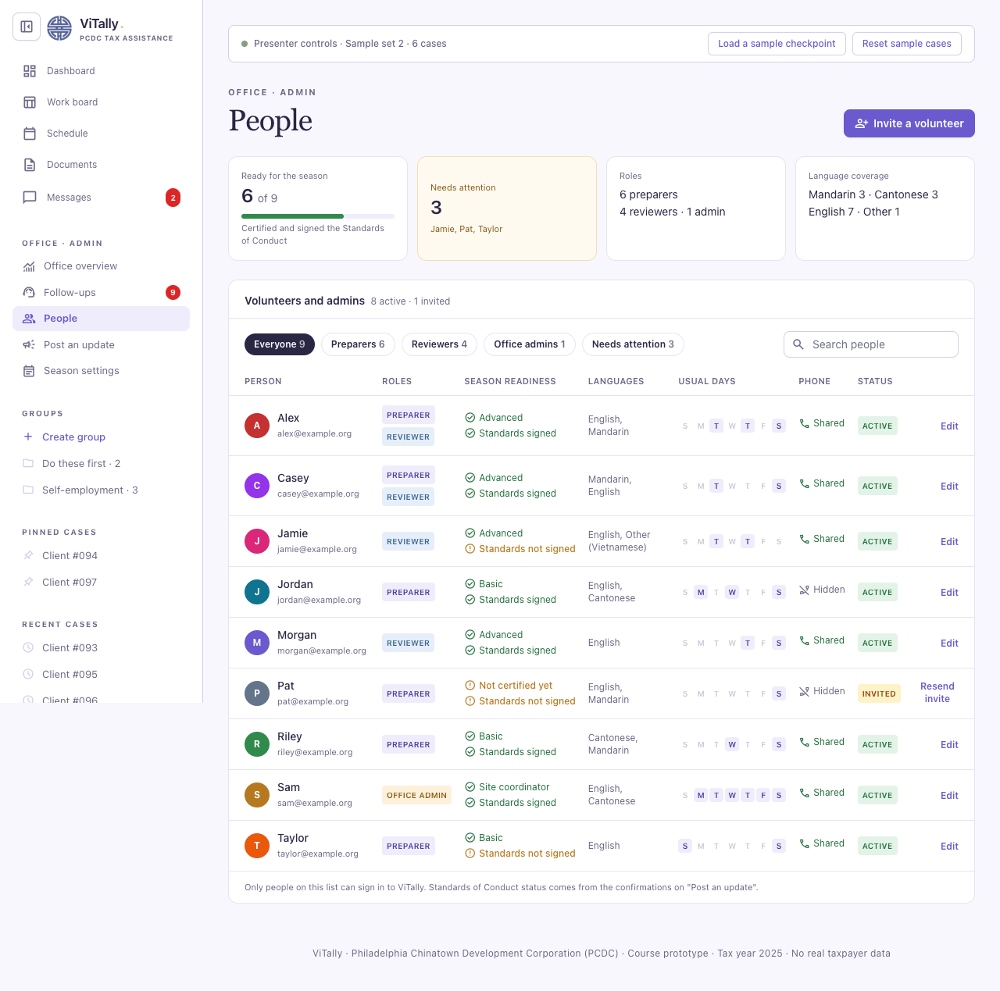 ViTally.
PCDC TAX ASSISTANCE
Dashboard
Work board
Schedule
Documents
Messages 2
OFFICE · ADMIN
Office overview
Follow-ups 9
People
Post an update
Season settings
GROUPS
+ Create group
Do these first · 2
Self-employment · 3
PINNED CASES
Client #094
Client #097
RECENT CASES
Client #093
Client #095
Client #096
Presenter controls · Sample set 2 · 6 cases
Load a sample checkpoint
Reset sample cases
OFFICE · ADMIN
People
Invite a volunteer
Ready for the season
6 of 9
Certified and signed the Standards
of Conduct
Needs attention
3
Jamie, Pat, Taylor
Roles
6 preparers
4 reviewers · 1 admin
Language coverage
Mandarin 3 · Cantonese 3
English 7 · Other 1
Volunteers and admins 8 active · 1 invited
Everyone 9
Preparers 6
Reviewers 4
Office admins 1
Needs attention 3
Search people
PERSON ROLES SEASON READINESS LANGUAGES USUAL DAYS PHONE STATUS
A
Alex
alex@example.org
PREPARER
REVIEWER
Advanced
Standards signed
English,
Mandarin
S M T W T F S
Shared
ACTIVE
Edit
C
Casey
casey@example.org
PREPARER
REVIEWER
Advanced
Standards signed
Mandarin,
English
S M T W T F S
Shared
ACTIVE
Edit
J
Jamie
jamie@example.org
REVIEWER
Advanced
Standards not signed
English, Other
(Vietnamese)
S M T W T F S
Shared
ACTIVE
Edit
J
Jordan
jordan@example.org
PREPARER
Basic
Standards signed
English,
Cantonese
S M T W T F S
Hidden
ACTIVE
Edit
M
Morgan
morgan@example.org
REVIEWER
Advanced
Standards signed
English
S M T W T F S
Shared
ACTIVE
Edit
P
Pat
pat@example.org
PREPARER
Not certified yet
Standards not signed
English,
Mandarin
S M T W T F S
Hidden
INVITED
Resend
invite
R
Riley
riley@example.org
PREPARER
Basic
Standards signed
Cantonese,
Mandarin
S M T W T F S
Shared
ACTIVE
Edit
S
Sam
sam@example.org
OFFICE ADMIN
Site coordinator
Standards signed
English,
Cantonese
S M T W T F S
Shared
ACTIVE
Edit
T
Taylor
taylor@example.org
PREPARER
Basic
Standards not signed
English
S M T W T F S
Shared
ACTIVE
Edit
Only people on this list can sign in to ViTally. Standards of Conduct status comes from the confirmations on "Post an update".
ViTally · Philadelphia Chinatown Development Corporation (PCDC) · Course prototype · Tax year 2025 · No real taxpayer data